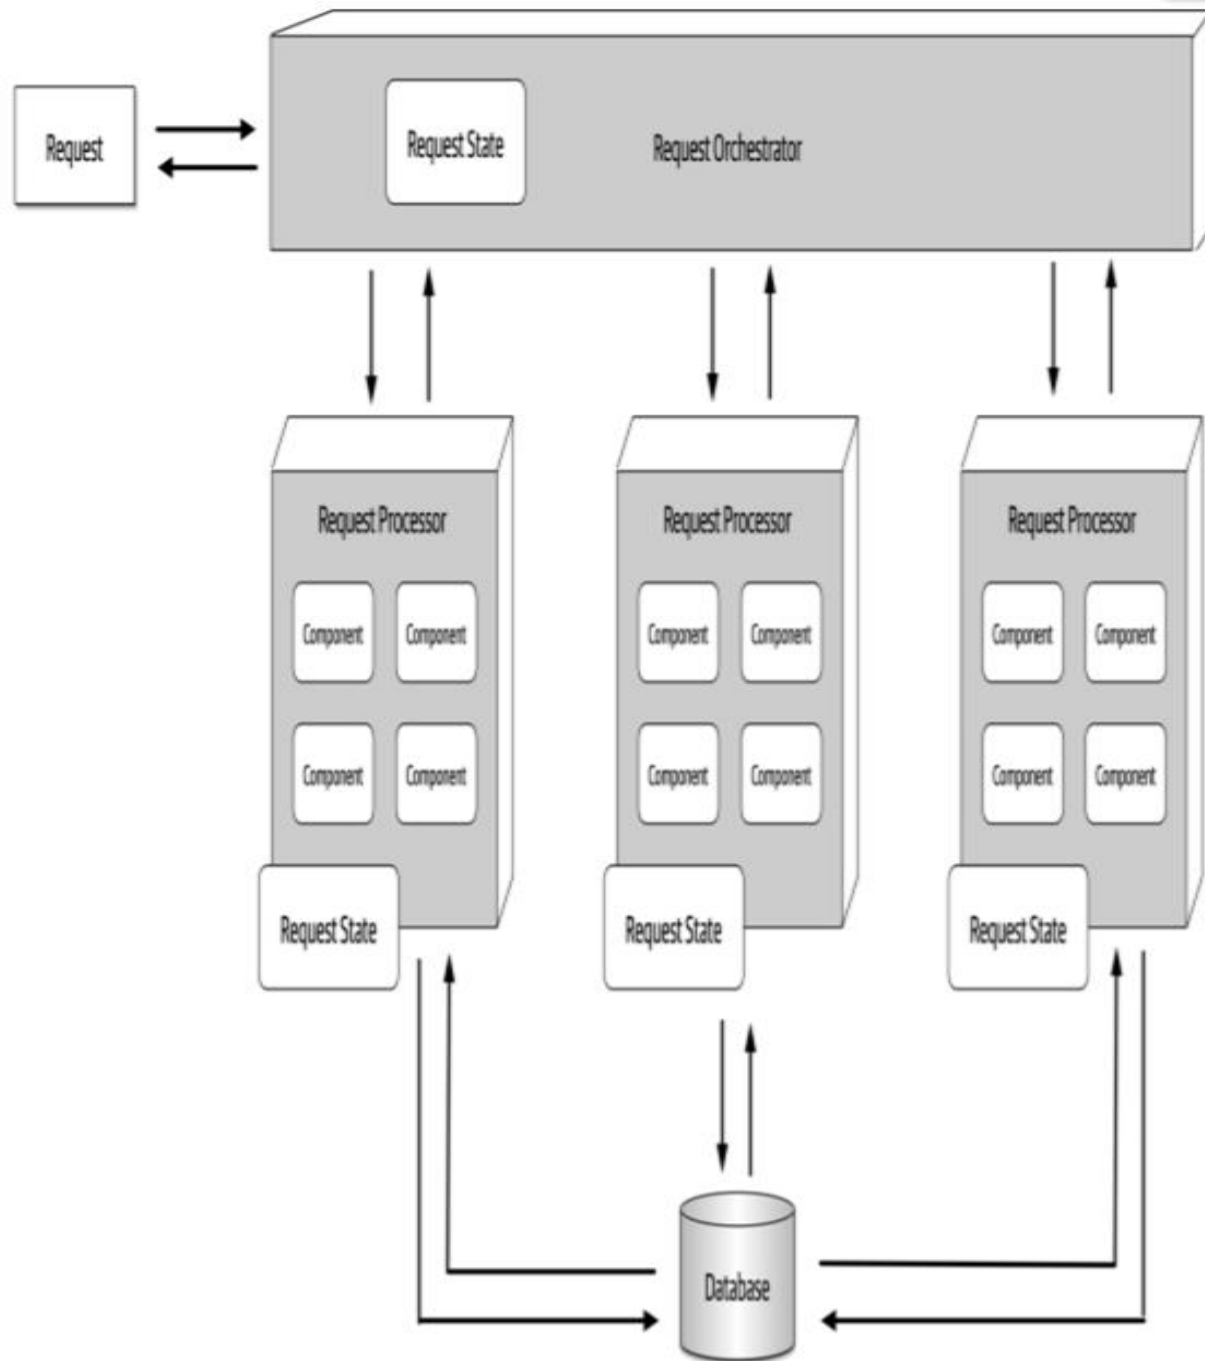 Request
Request State
Request Orchestrator
Request Processor
Request Processor
Request Processor
Component
Component
Component
Component
Component
Component
Component
Component
Component
Component
Component
Component
Request State
Request State
Request State
Database